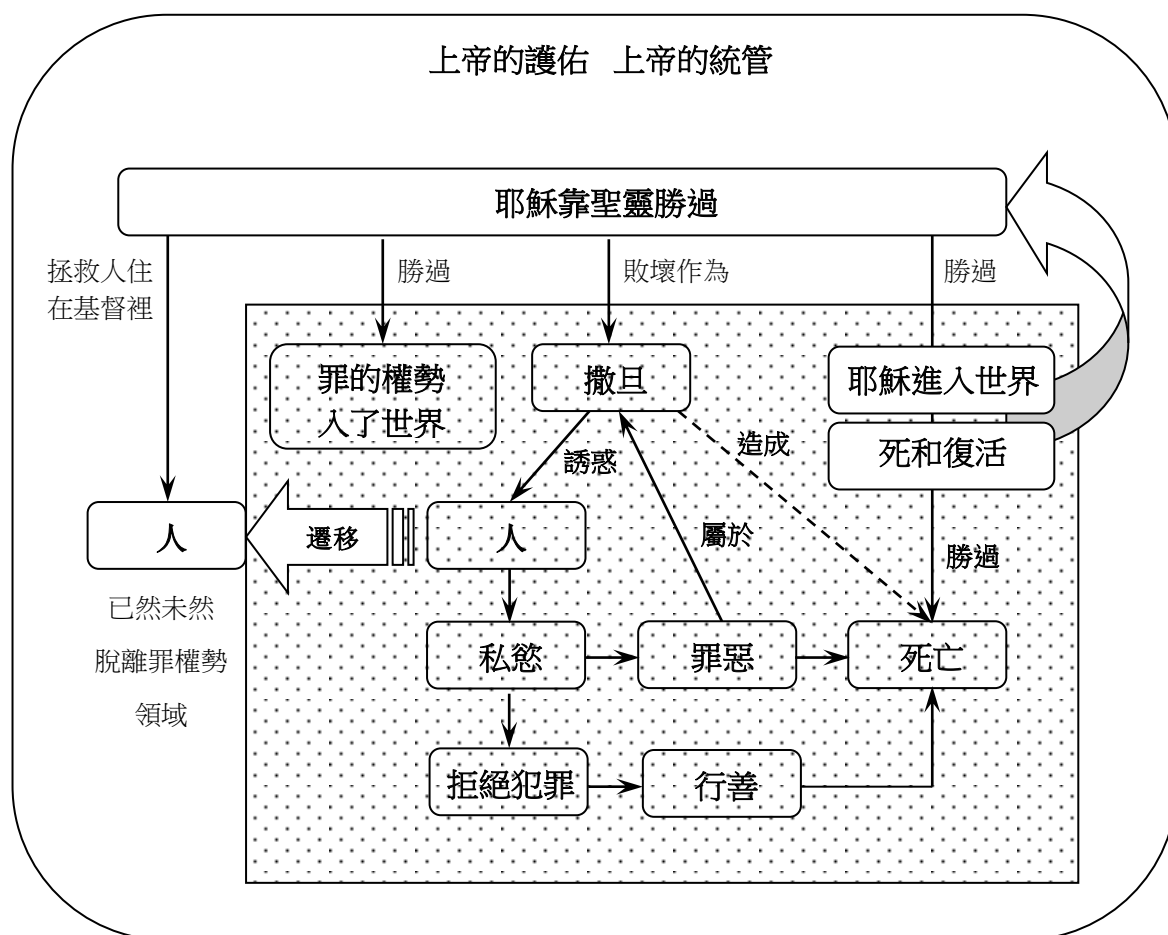 上帝的護佑 上帝的統管
耶穌靠聖靈勝過
拯救人住
在基督裡
勝過
敗壞作為
勝過
罪的權勢
入了世界
撒旦
耶穌進入世界
死和復活
誘惑
造成
人
遷移
人
屬於
勝過
已然未然
脫離罪權勢
領域
私慾
罪惡
死亡
拒絕犯罪
行善